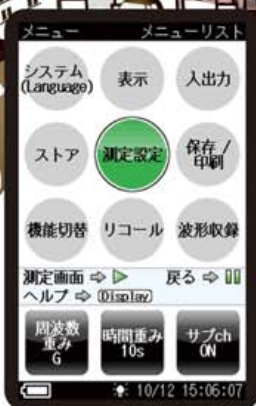 メニュー メニューリスト
システム 表示 入出力
(Language)
ストア 測定設定 保存 /
印刷
機能切替 リコール 波形収録
測定画面 ⇨ ▷ 戻る ⇨ ▯▯
ヘルプ ⇨ (Display)
周波数 時間重み サブch
重み 10s ON
G
10/12 15:06:07